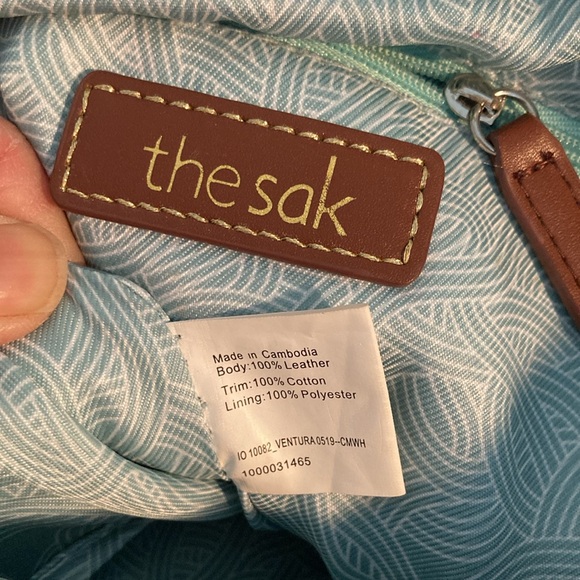 the sak
Made in Cambodia
Body:100% Leather
Trim:100% Cotton
Lining:100% Polyester
IO 10082_VENTURA 0519--CMWH
1000031465